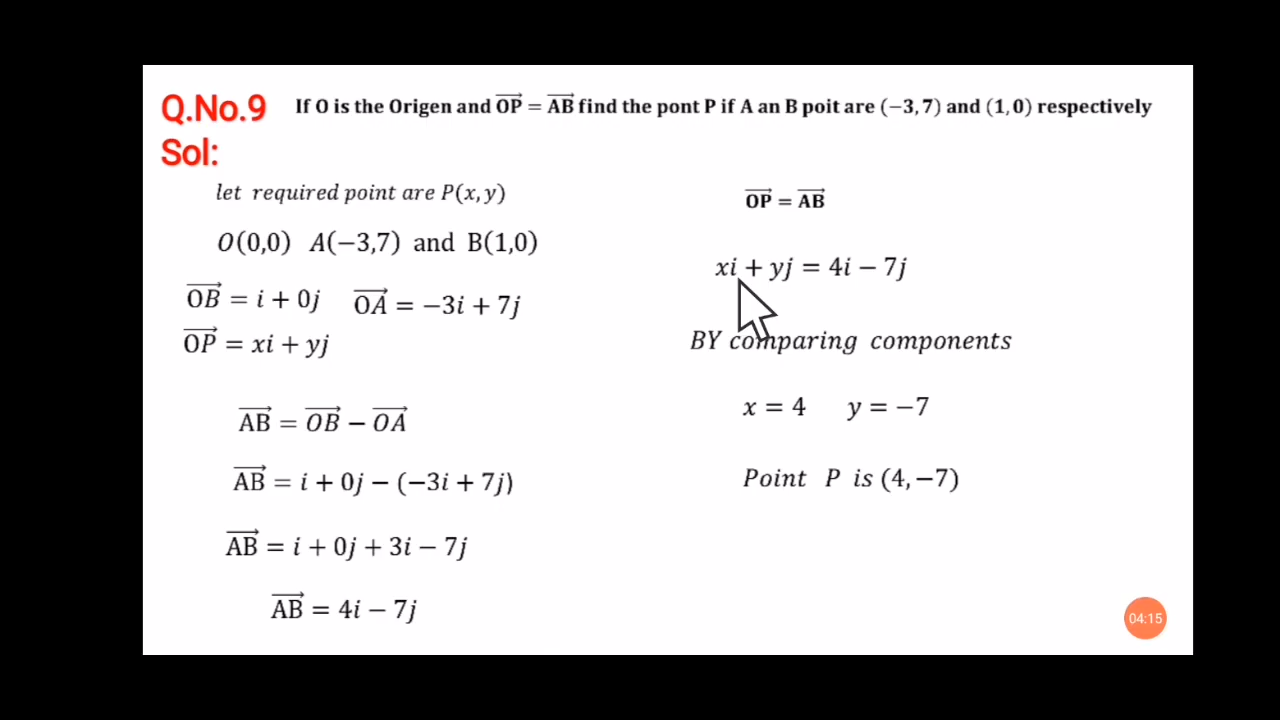 Q.No.9 If O is the Origen and OP⃗ = AB⃗ find the pont P if A an B poit are (−3, 7) and (1, 0) respectively
Sol:
let required point are P(x, y)
O(0,0) A(−3,7) and B(1,0)
OB⃗ = i + 0j OA⃗ = −3i + 7j
OP⃗ = xi + yj
AB⃗ = OB⃗ − OA⃗
AB⃗ = i + 0j − (−3i + 7j)
AB⃗ = i + 0j + 3i − 7j
AB⃗ = 4i − 7j
OP⃗ = AB⃗
xi + yj = 4i − 7j
BY comparing components
x = 4 y = −7
Point P is (4, −7)
04:15